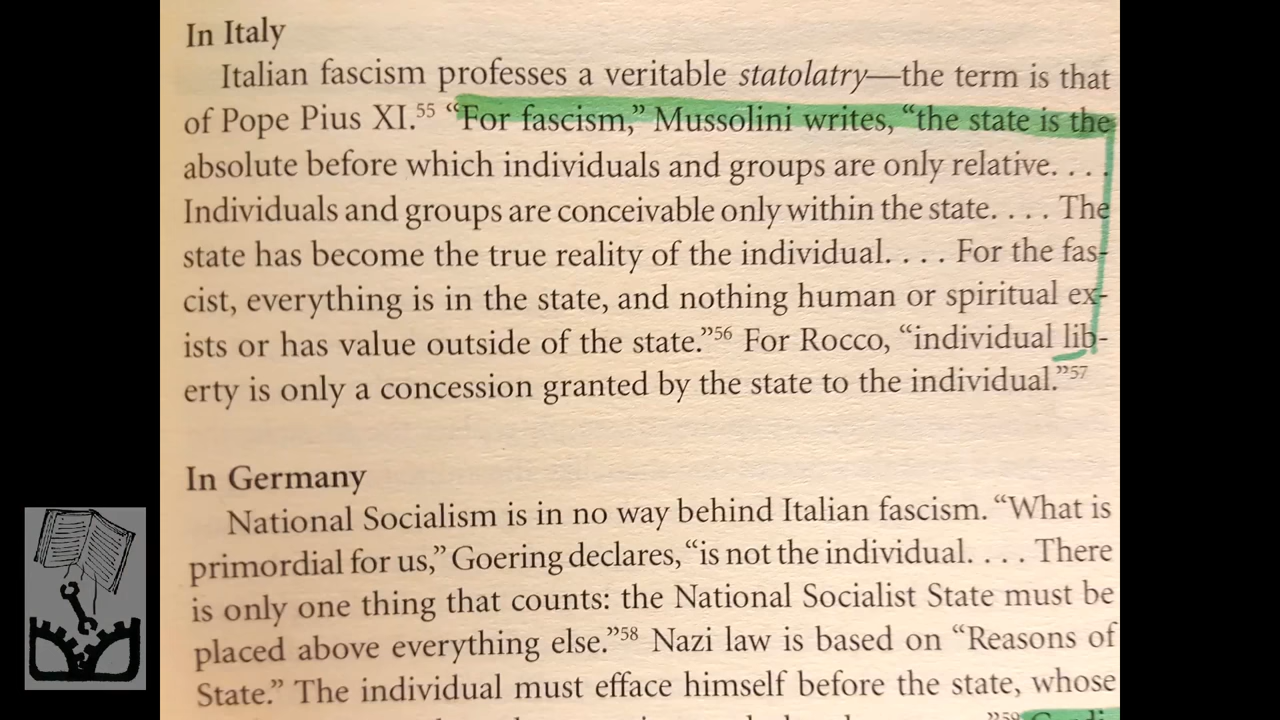 In Italy
Italian fascism professes a veritable statolatry—the term is that
of Pope Pius XI.55 “For fascism,” Mussolini writes, “the state is the
absolute before which individuals and groups are only relative. . . .
Individuals and groups are conceivable only within the state. . . . The
state has become the true reality of the individual. . . . For the fas-
cist, everything is in the state, and nothing human or spiritual ex-
ists or has value outside of the state.”56 For Rocco, “individual lib-
erty is only a concession granted by the state to the individual.”57
In Germany
National Socialism is in no way behind Italian fascism. “What is
primordial for us,” Goering declares, “is not the individual. . . . There
is only one thing that counts: the National Socialist State must be
placed above everything else.”58 Nazi law is based on “Reasons of
State.” The individual must efface himself before the state, whose